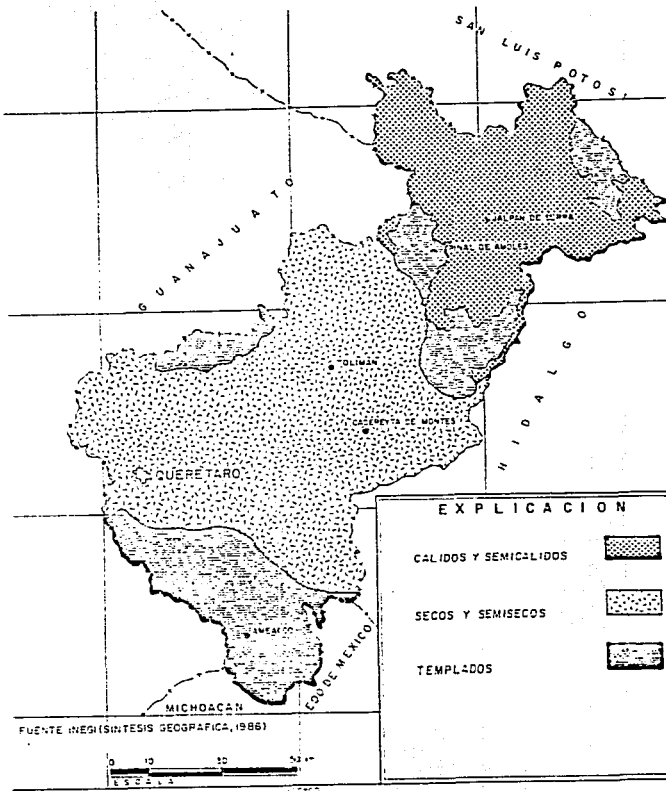 SAN LUIS POTOSI
GUANAJUATO
JALPAN DE SERRA
PINAL DE AMOLES
HIDALGO
TOLIMAN
CADEREYTA DE MONTES
QUERETARO
AMEALCO
EDO DE MEXICO
MICHOACAN
EXPLICACION
CALIDOS Y SEMICALIDOS
SECOS Y SEMISECOS
TEMPLADOS
FUENTE INEGI (SINTESIS GEOGRAFICA, 1986)
0 10
ESCALA